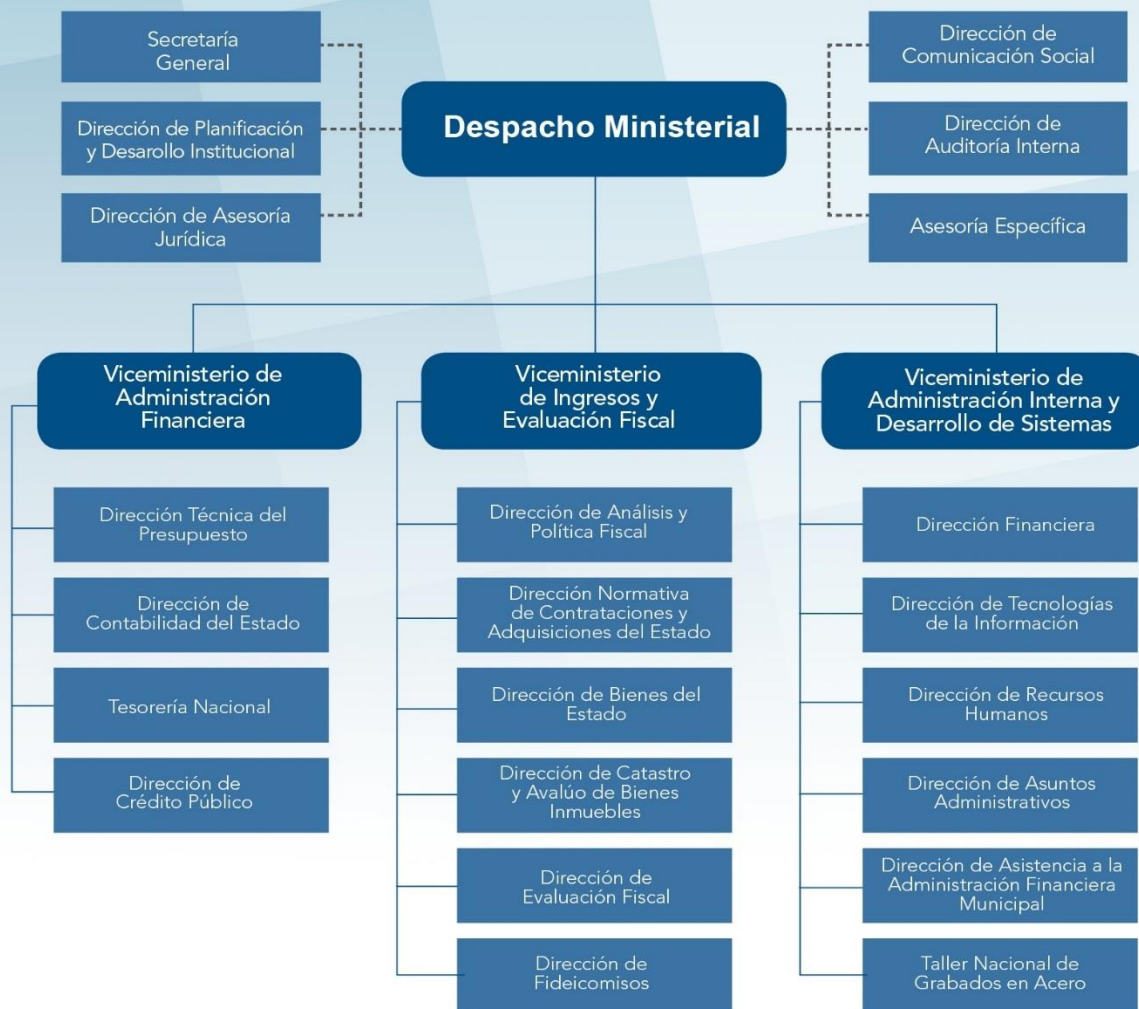 Secretaría
General
Dirección de Planificación
y Desarollo Institucional
Dirección de Asesoría
Jurídica
Despacho Ministerial
Dirección de
Comunicación Social
Dirección de
Auditoría Interna
Asesoría Específica
Viceministerio de
Administración
Financiera
Dirección Técnica del
Presupuesto
Dirección de
Contabilidad del Estado
Tesorería Nacional
Dirección de
Crédito Público
Viceministerio
de Ingresos y
Evaluación Fiscal
Dirección de Análisis y
Política Fiscal
Dirección Normativa
de Contrataciones y
Adquisiciones del Estado
Dirección de Bienes del
Estado
Dirección de Catastro
y Avalúo de Bienes
Inmuebles
Dirección de
Evaluación Fiscal
Dirección de
Fideicomisos
Viceministerio de
Administración Interna y
Desarrollo de Sistemas
Dirección Financiera
Dirección de Tecnologías
de la Información
Dirección de Recursos
Humanos
Dirección de Asuntos
Administrativos
Dirección de Asistencia a la
Administración Financiera
Municipal
Taller Nacional de
Grabados en Acero